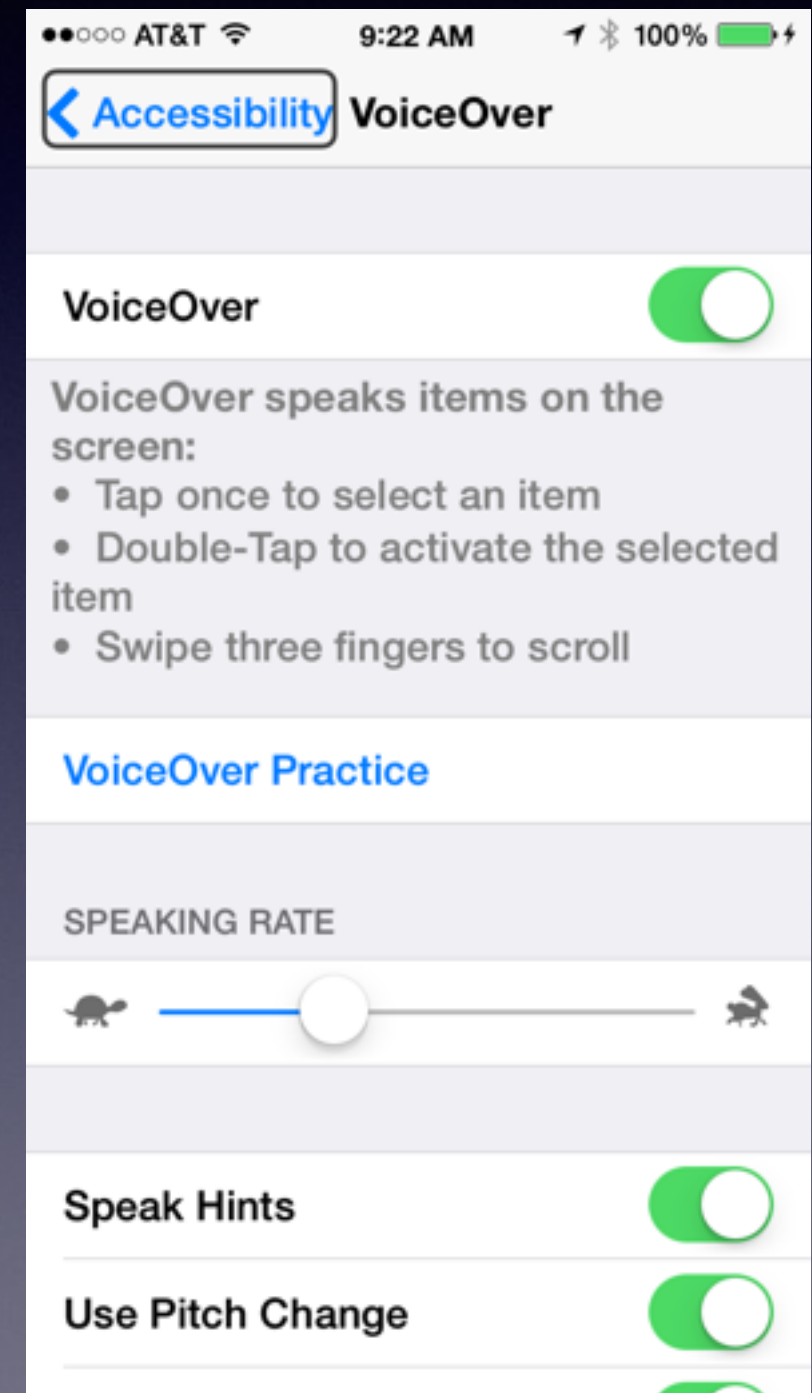 AT&T 9:22 AM 100%
Accessibility VoiceOver
VoiceOver
VoiceOver speaks items on the
screen:
• Tap once to select an item
• Double-Tap to activate the selected
item
• Swipe three fingers to scroll
VoiceOver Practice
SPEAKING RATE
Speak Hints
Use Pitch Change